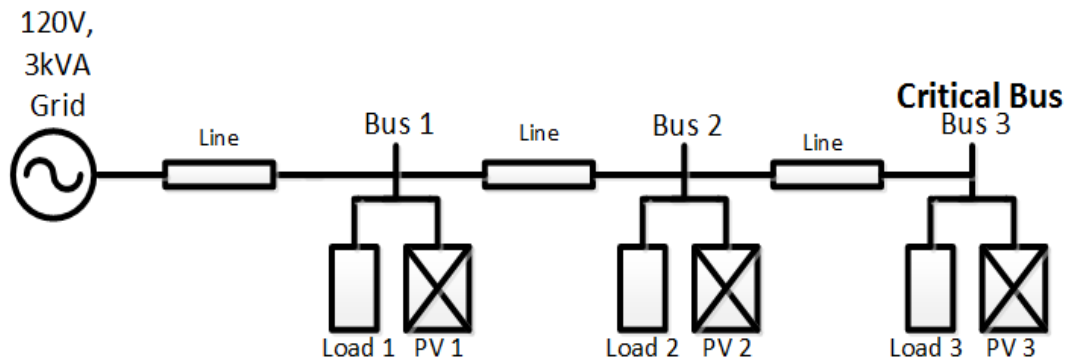 120V,
3kVA
Grid
Line
Bus 1
Line
Bus 2
Line
Critical Bus
Bus 3
Load 1
PV 1
Load 2
PV 2
Load 3
PV 3